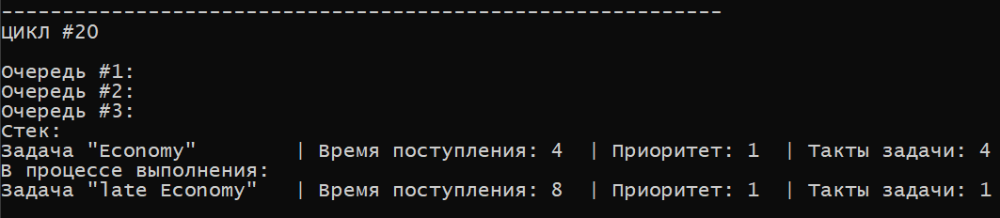 ------------------------------------------------------------
ЦИКЛ #20
Очередь #1:
Очередь #2:
Очередь #3:
Стек:
Задача "Economy" | Время поступления: 4 | Приоритет: 1 | Такты задачи: 4
В процессе выполнения:
Задача "late Economy" | Время поступления: 8 | Приоритет: 1 | Такты задачи: 1